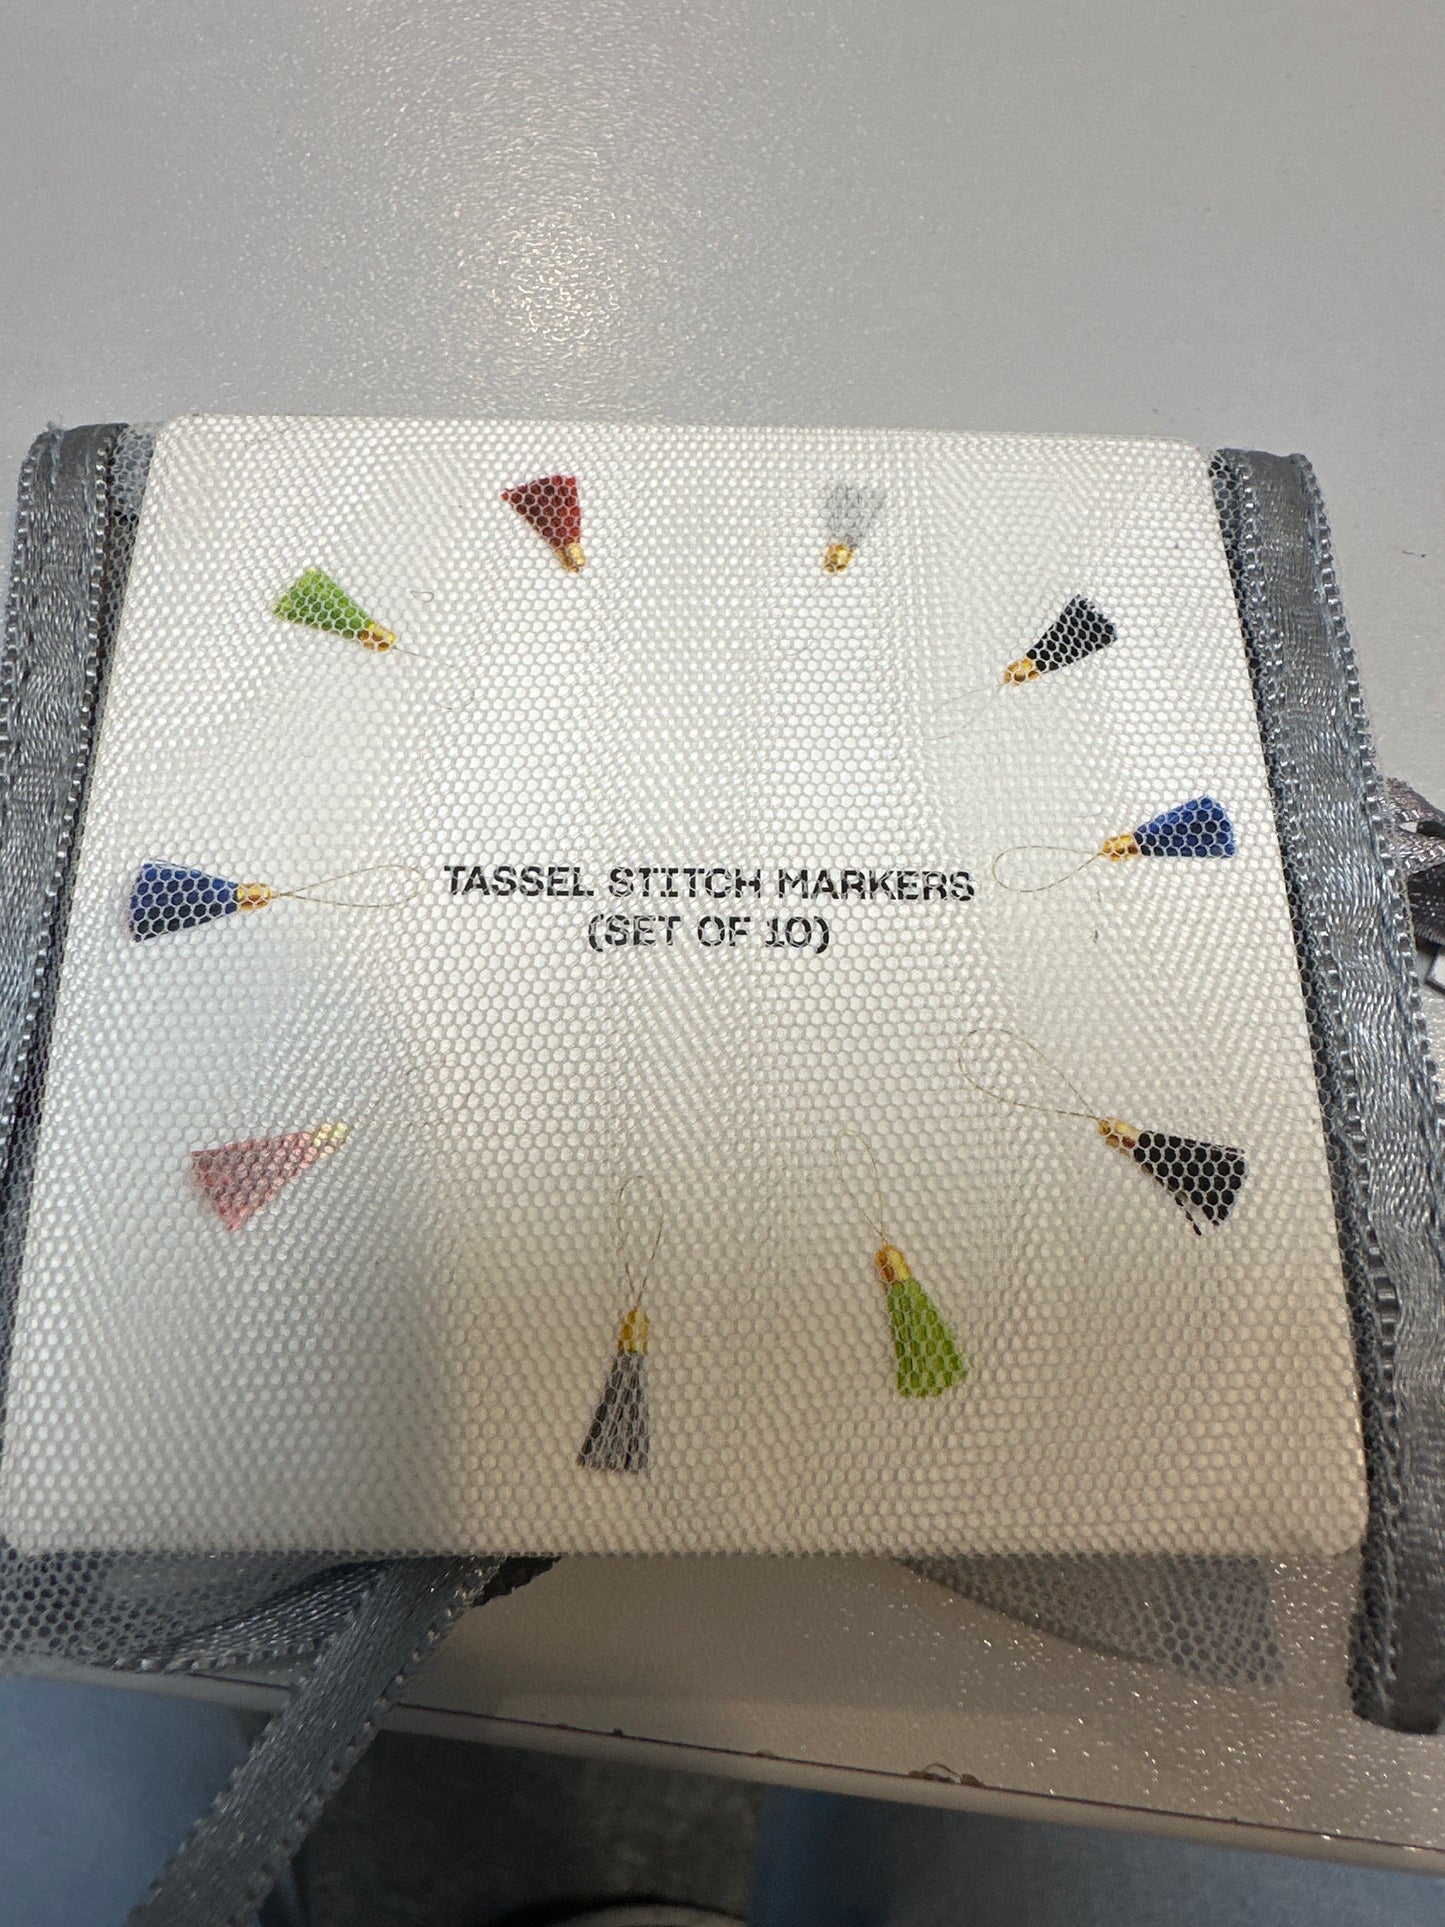 TASSEL STITCH MARKERS
(SET OF 10)